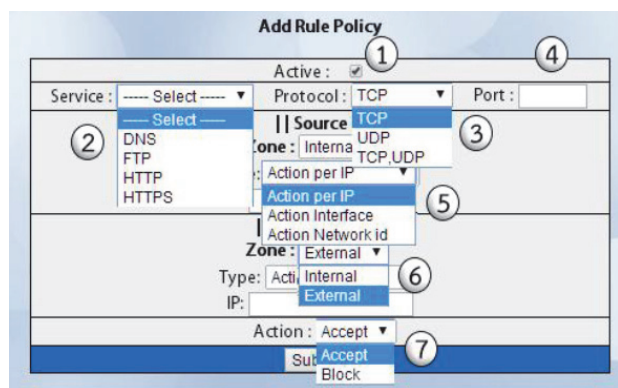 Add Rule Policy
1
4
Active :
Service : ----- Select ----- Protocol : TCP Port :
----- Select -----
DNS
FTP
HTTP
HTTPS
2
TCP
UDP
TCP,UDP
3
|| Source
Zone : Interna
: Action per IP
Action per IP
Action Interface
Action Network id
5
Zone : External
Internal
External
6
Type: Acti
IP:
Action : Accept
Accept
Block
7
Su